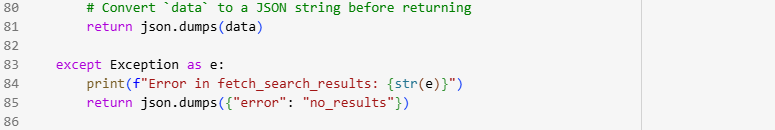 80 # Convert `data` to a JSON string before returning
81 return json.dumps(data)
82
83 except Exception as e:
84 print(f"Error in fetch_search_results: {str(e)}")
85 return json.dumps({"error": "no_results"})
86